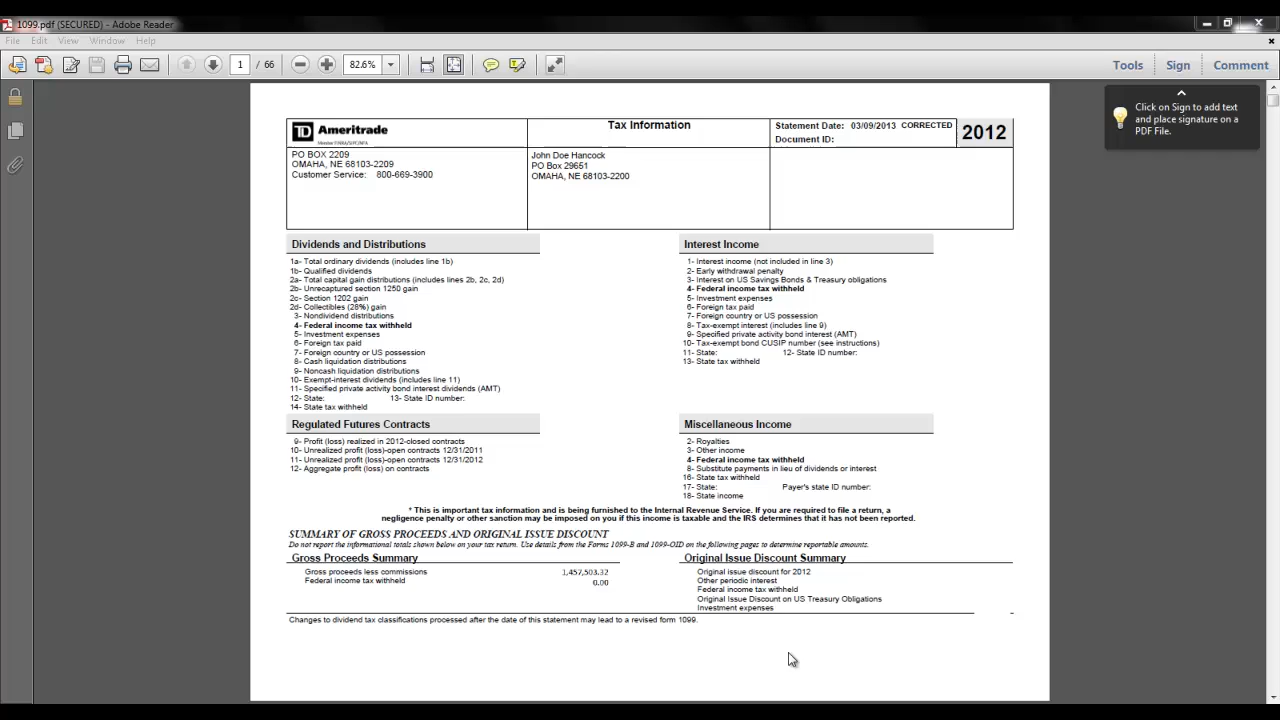 1099.pdf (SECURED) - Adobe Reader
File Edit View Window Help
1 / 66 82.6% Tools Sign Comment
Click on Sign to add text
and place signature on a
PDF File.
TD Ameritrade
PO BOX 2209
OMAHA, NE 68103-2209
Customer Service: 800-669-3900
Tax Information
John Doe Hancock
PO Box 29651
OMAHA, NE 68103-2200
Statement Date: 03/09/2013 CORRECTED
Document ID:
2012
Dividends and Distributions
1a- Total ordinary dividends (includes line 1b)
1b- Qualified dividends
2a- Total capital gain distributions (includes lines 2b, 2c, 2d)
2b- Unrecaptured section 1250 gain
2c- Section 1202 gain
2d- Collectibles (28%) gain
3- Nondividend distributions
4- Federal income tax withheld
5- Investment expenses
6- Foreign tax paid
7- Foreign country or US possession
8- Cash liquidation distributions
9- Noncash liquidation distributions
10- Exempt-interest dividends (includes line 11)
11- Specified private activity bond interest dividends (AMT)
12- State: 13- State ID number:
14- State tax withheld
Interest Income
1- Interest income (not included in line 3)
2- Early withdrawal penalty
3- Interest on US Savings Bonds & Treasury obligations
4- Federal income tax withheld
5- Investment expenses
6- Foreign tax paid
7- Foreign country or US possession
8- Tax-exempt interest (includes line 9)
9- Specified private activity bond interest (AMT)
10- Tax-exempt bond CUSIP number (see instructions)
11- State: 12- State ID number:
13- State tax withheld
Regulated Futures Contracts
9- Profit (loss) realized in 2012-closed contracts
10- Unrealized profit (loss)-open contracts 12/31/2011
11- Unrealized profit (loss)-open contracts 12/31/2012
12- Aggregate profit (loss) on contracts
Miscellaneous Income
2- Royalties
3- Other income
4- Federal income tax withheld
8- Substitute payments in lieu of dividends or interest
16- State tax withheld
17- State: Payer's state ID number:
18- State income
* This is important tax information and is being furnished to the Internal Revenue Service. If you are required to file a return, a
negligence penalty or other sanction may be imposed on you if this income is taxable and the IRS determines that it has not been reported.
SUMMARY OF GROSS PROCEEDS AND ORIGINAL ISSUE DISCOUNT
Do not report the informational totals shown below on your tax return. Use details from the Forms 1099-B and 1099-OID on the following pages to determine reportable amounts.
Gross Proceeds Summary
Gross proceeds less commissions 1,457,503.32
Federal income tax withheld 0.00
Original Issue Discount Summary
Original issue discount for 2012
Other periodic interest
Federal income tax withheld
Original Issue Discount on US Treasury Obligations
Investment expenses
Changes to dividend tax classifications processed after the date of this statement may lead to a revised form 1099.